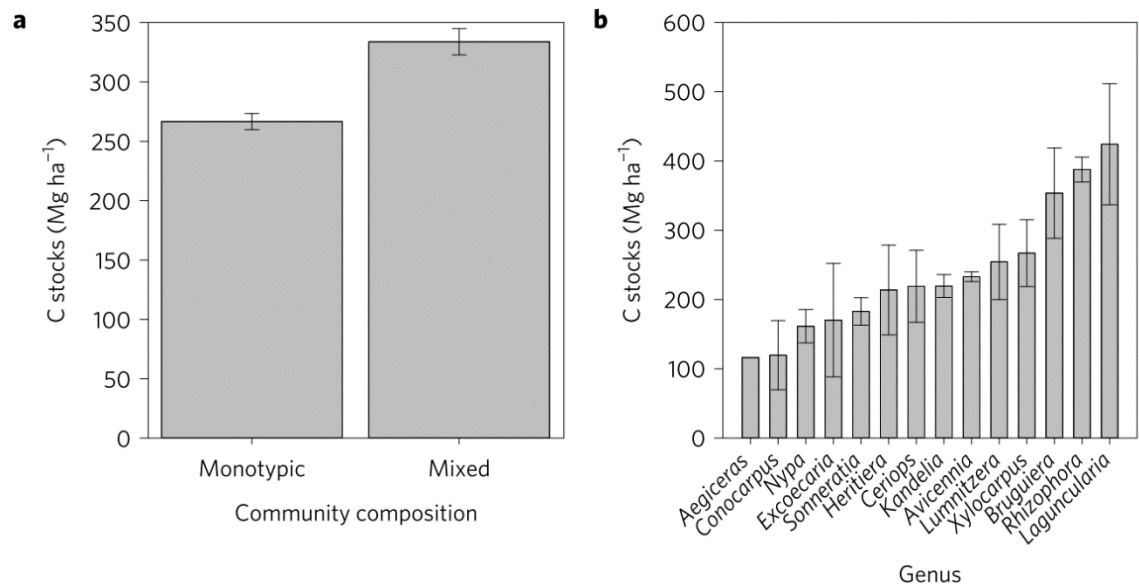 a
350
300
250
200
150
100
50
0
C stocks (Mg ha⁻¹)
Monotypic
Mixed
Community composition
b
600
500
400
300
200
100
0
C stocks (Mg ha⁻¹)
Aegiceras
Conocarpus
Nypa
Excoecaria
Sonneratia
Heritiera
Ceriops
Kandelia
Avicennia
Lumnitzera
Xylocarpus
Bruguiera
Rhizophora
Laguncularia
Genus